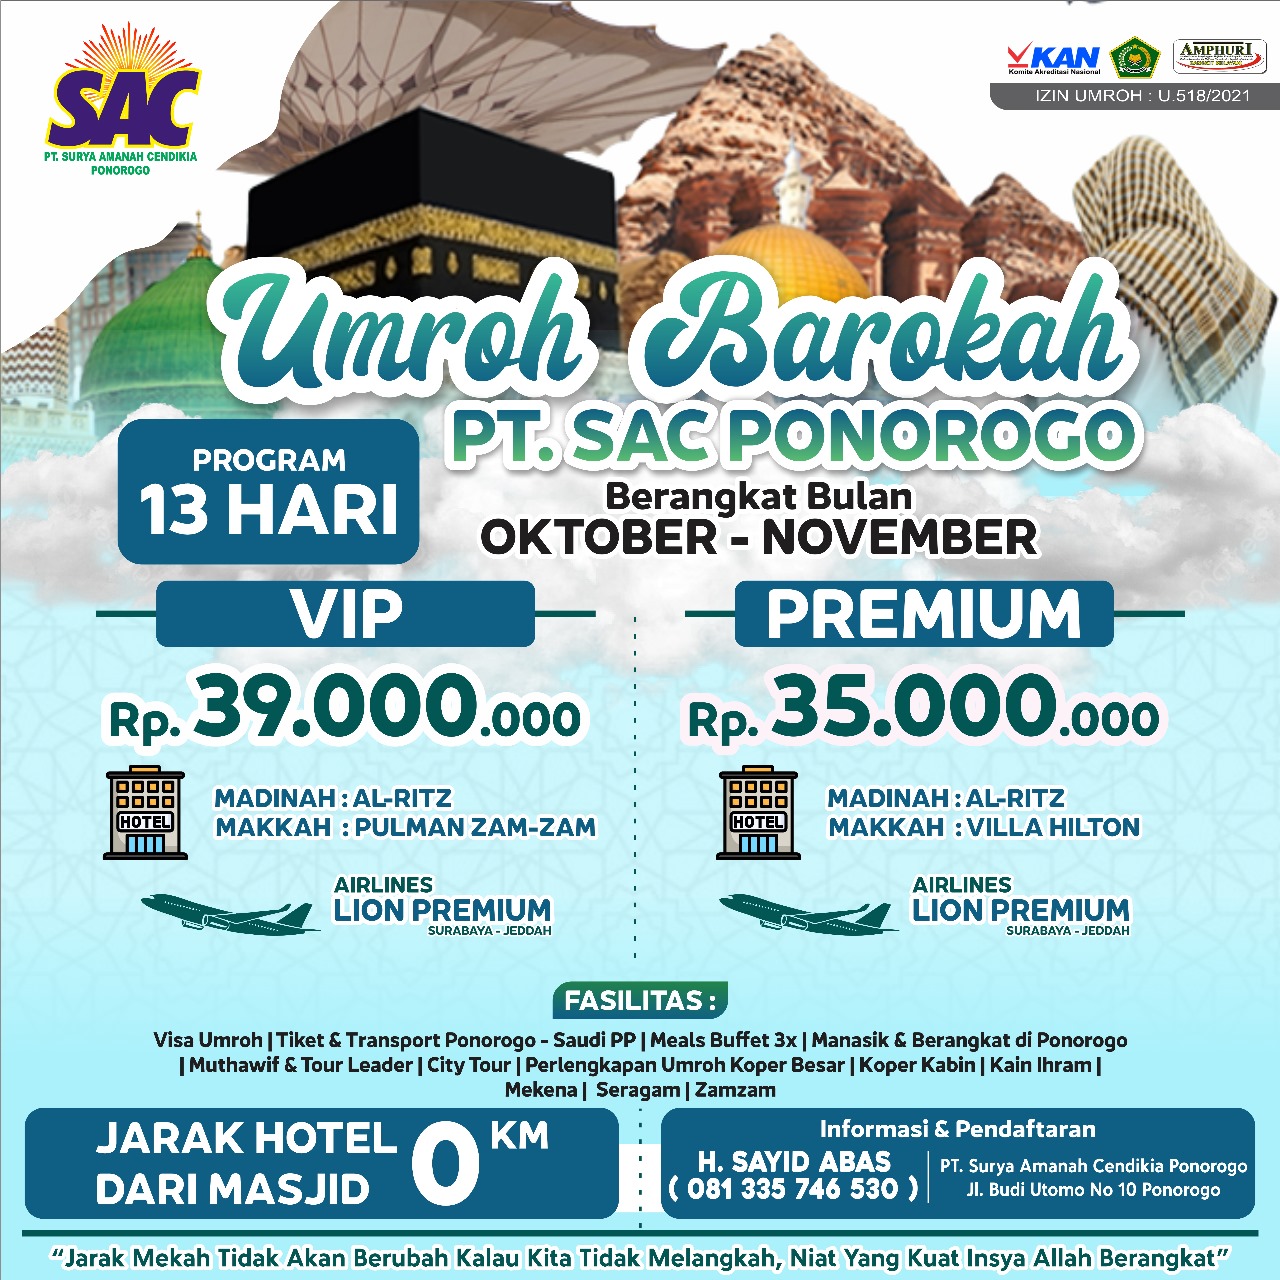 SAC
PT. SURYA AMANAH CENDIKIA
PONOROGO
KAN
Komite Akreditasi Nasional
AMPHURI
IZIN UMROH : U.518/2021
Umroh Barokah
PT. SAC PONOROGO
PROGRAM
13 HARI
Berangkat Bulan
OKTOBER - NOVEMBER
VIP
Rp. 39.000.000
HOTEL
MADINAH : AL-RITZ
MAKKAH : PULMAN ZAM-ZAM
AIRLINES
LION PREMIUM
SURABAYA - JEDDAH
PREMIUM
Rp. 35.000.000
HOTEL
MADINAH : AL-RITZ
MAKKAH : VILLA HILTON
AIRLINES
LION PREMIUM
SURABAYA - JEDDAH
FASILITAS :
Visa Umroh | Tiket & Transport Ponorogo - Saudi PP | Meals Buffet 3x | Manasik & Berangkat di Ponorogo
| Muthawif & Tour Leader | City Tour | Perlengkapan Umroh Koper Besar | Koper Kabin | Kain Ihram |
Mekena | Seragam | Zamzam
JARAK HOTEL
DARI MASJID
0 KM
Informasi & Pendaftaran
H. SAYID ABAS
( 081 335 746 530 )
PT. Surya Amanah Cendikia Ponorogo
Jl. Budi Utomo No 10 Ponorogo
“Jarak Mekah Tidak Akan Berubah Kalau Kita Tidak Melangkah, Niat Yang Kuat Insya Allah Berangkat”